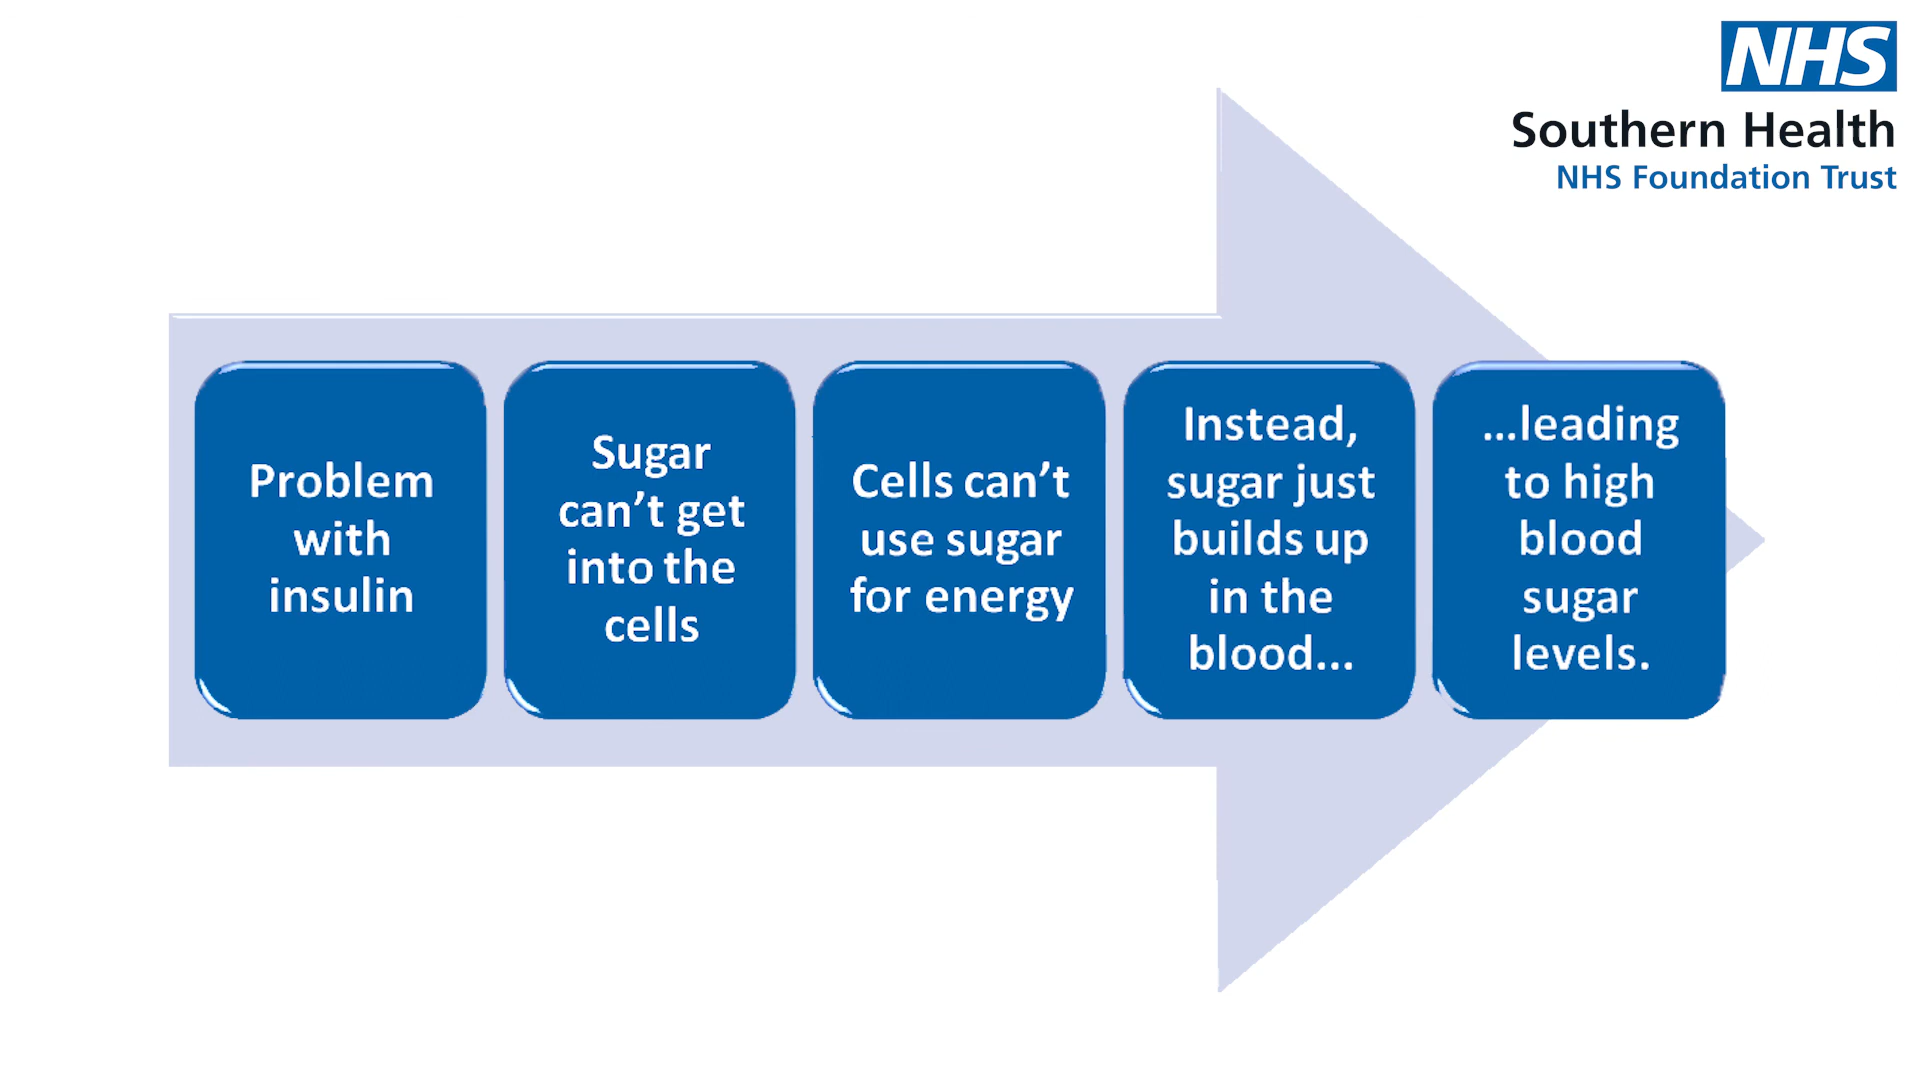 NHS
Southern Health
NHS Foundation Trust
Problem
with
insulin
Sugar
can’t get
into the
cells
Cells can’t
use sugar
for energy
Instead,
sugar just
builds up
in the
blood...
...leading
to high
blood
sugar
levels.